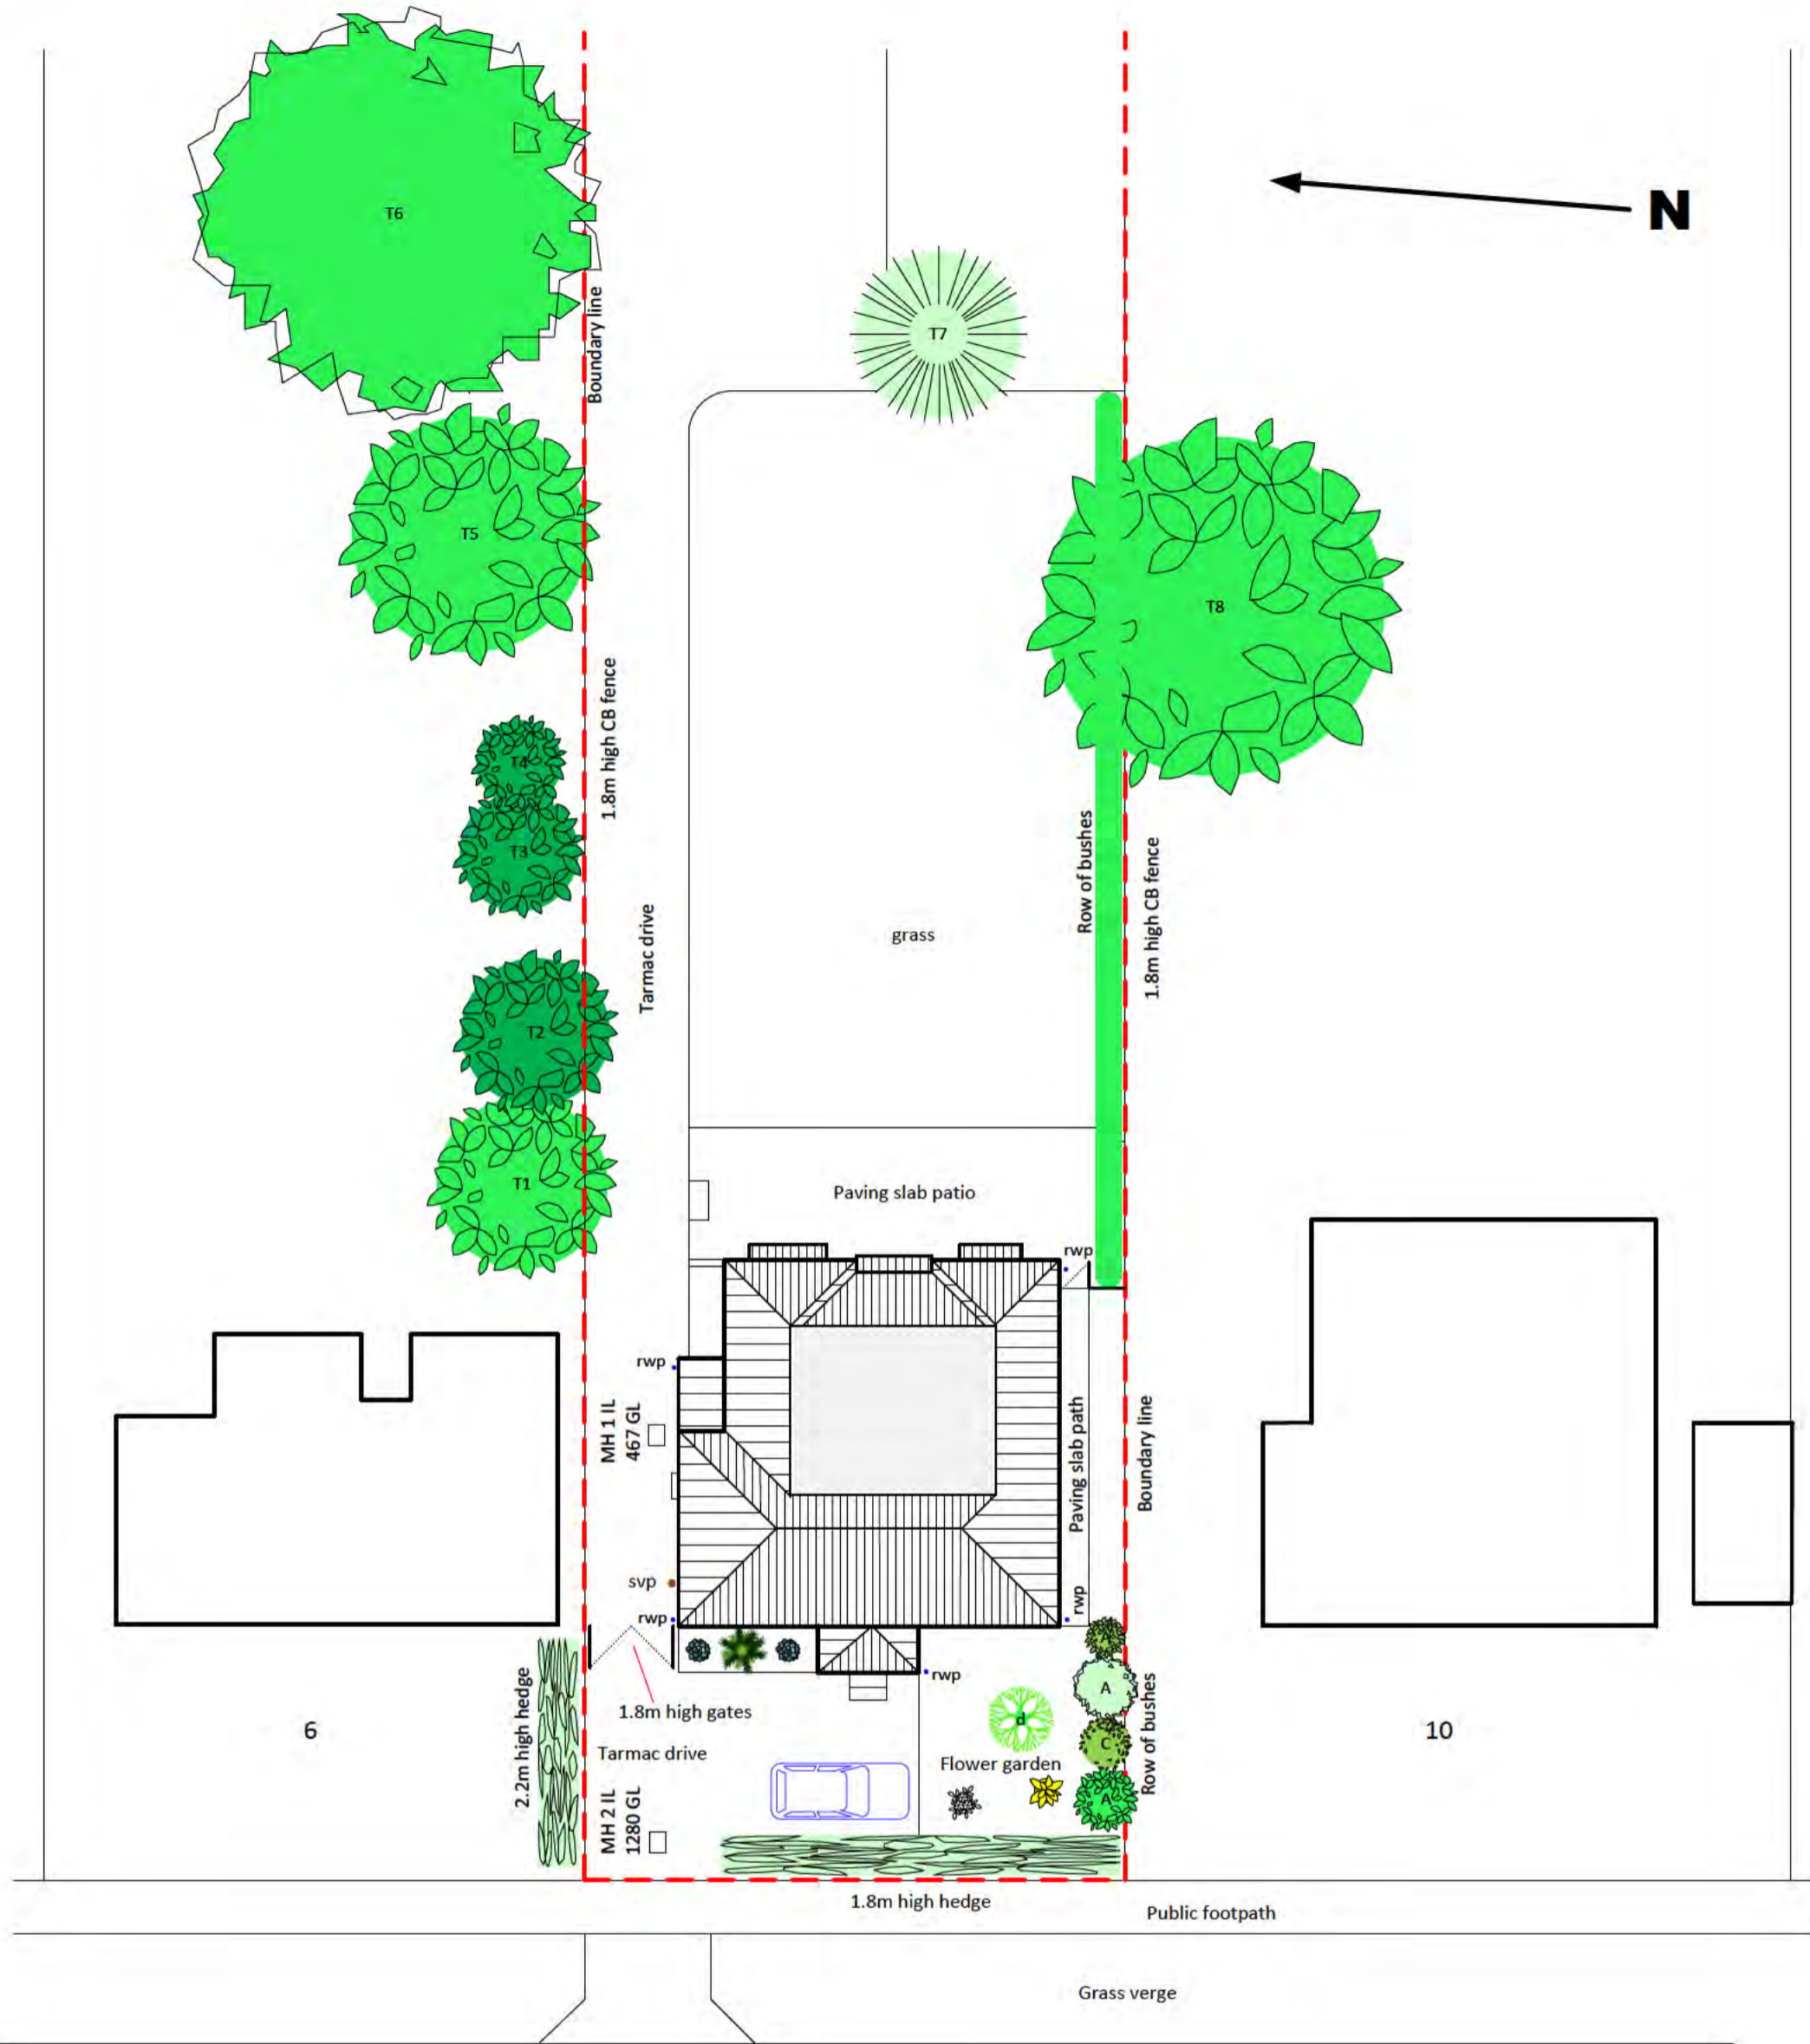 N
T6
Boundary line
T7
T5
T8
1.8m high CB fence
T4
T3
Row of bushes
1.8m high CB fence
Tarmac drive
grass
T2
T1
Paving slab patio
rwp
rwp
MH 1 IL
467 GL
Paving slab path
Boundary line
svp
rwp
rwp
rwp
A
A
C
A
d
Row of bushes
2.2m high hedge
1.8m high gates
6
10
Tarmac drive
Flower garden
MH 2 IL
1280 GL
1.8m high hedge
Public footpath
Grass verge